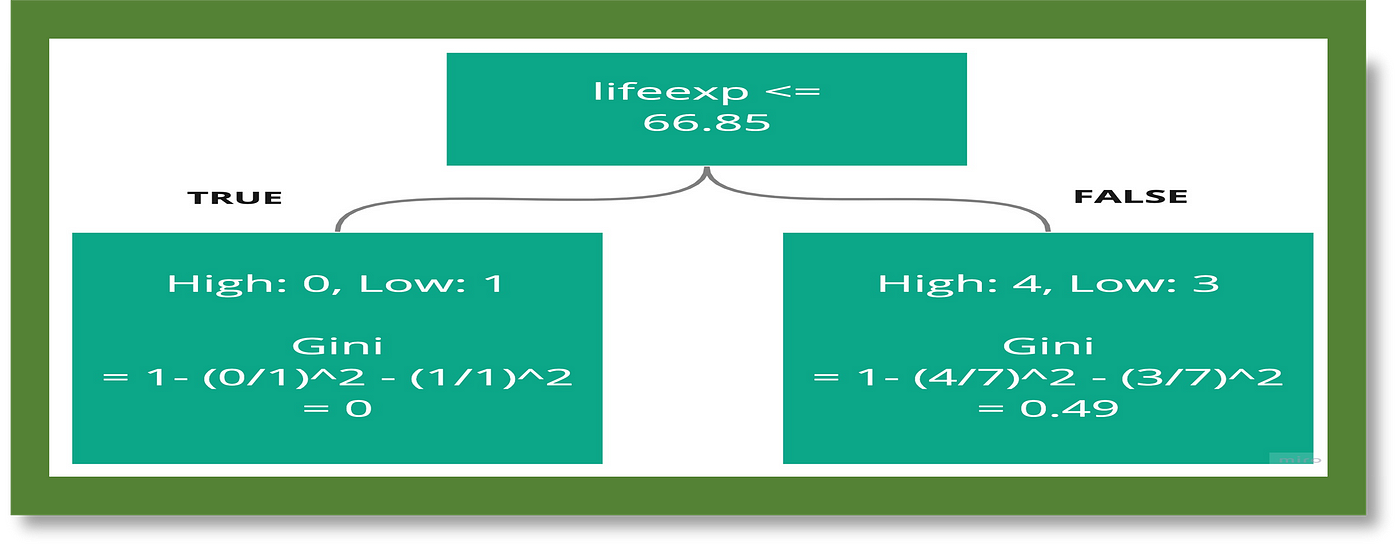 lifeexp <=
66.85
TRUE
FALSE
High: 0, Low: 1
Gini
= 1- (0/1)^2 - (1/1)^2
= 0
High: 4, Low: 3
Gini
= 1- (4/7)^2 - (3/7)^2
= 0.49
miro